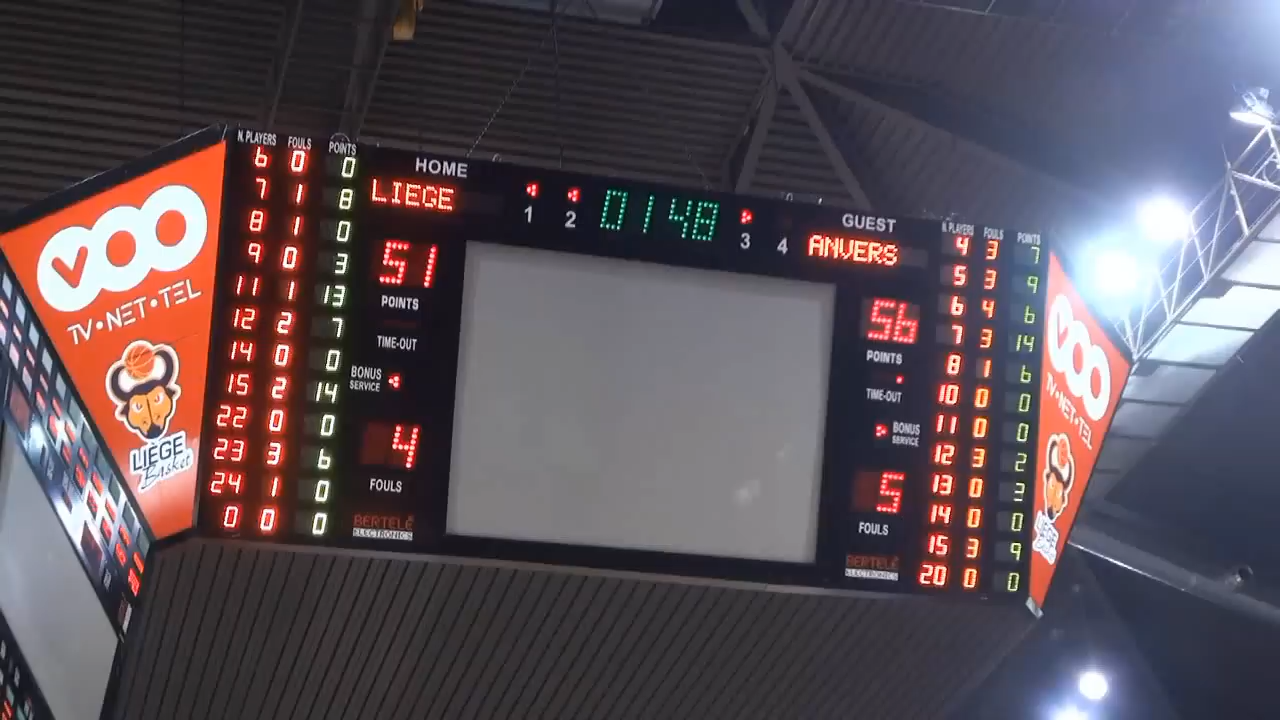 VOO
TV•NET•TEL
LIÈGE
Basket
N. PLAYERS FOULS POINTS
6 0 0
7 1 8
8 1 0
9 0 3
11 1 13
12 2 7
14 0 0
15 2 14
22 0 0
23 3 6
24 1 0
0 0 0
HOME
LIEGE
51
POINTS
TIME-OUT
BONUS
SERVICE
4
FOULS
BERTELÉ
ELECTRONICS
1 2 01 48 3 4
GUEST
ANVERS
56
POINTS
TIME-OUT
BONUS
SERVICE
5
FOULS
BERTELÉ
ELECTRONICS
N. PLAYERS FOULS POINTS
4 3 7
5 3 9
6 4 6
7 3 14
8 1 6
10 0 0
11 0 0
12 3 2
13 0 3
14 0 0
15 3 9
20 0 0
VOO
TV•NET•TEL
LIÈGE
Basket